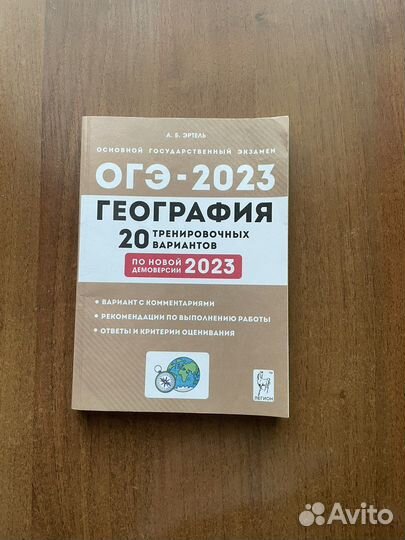 А. Б. ЭРТЕЛЬ
ОСНОВНОЙ ГОСУДАРСТВЕННЫЙ ЭКЗАМЕН
ОГЭ-2023
ГЕОГРАФИЯ
20 ТРЕНИРОВОЧНЫХ
ВАРИАНТОВ
ПО НОВОЙ
ДЕМОВЕРСИИ 2023
• ВАРИАНТ С КОММЕНТАРИЯМИ
• РЕКОМЕНДАЦИИ ПО ВЫПОЛНЕНИЮ РАБОТЫ
• ОТВЕТЫ И КРИТЕРИИ ОЦЕНИВАНИЯ
ЛЕГИОН
Avito